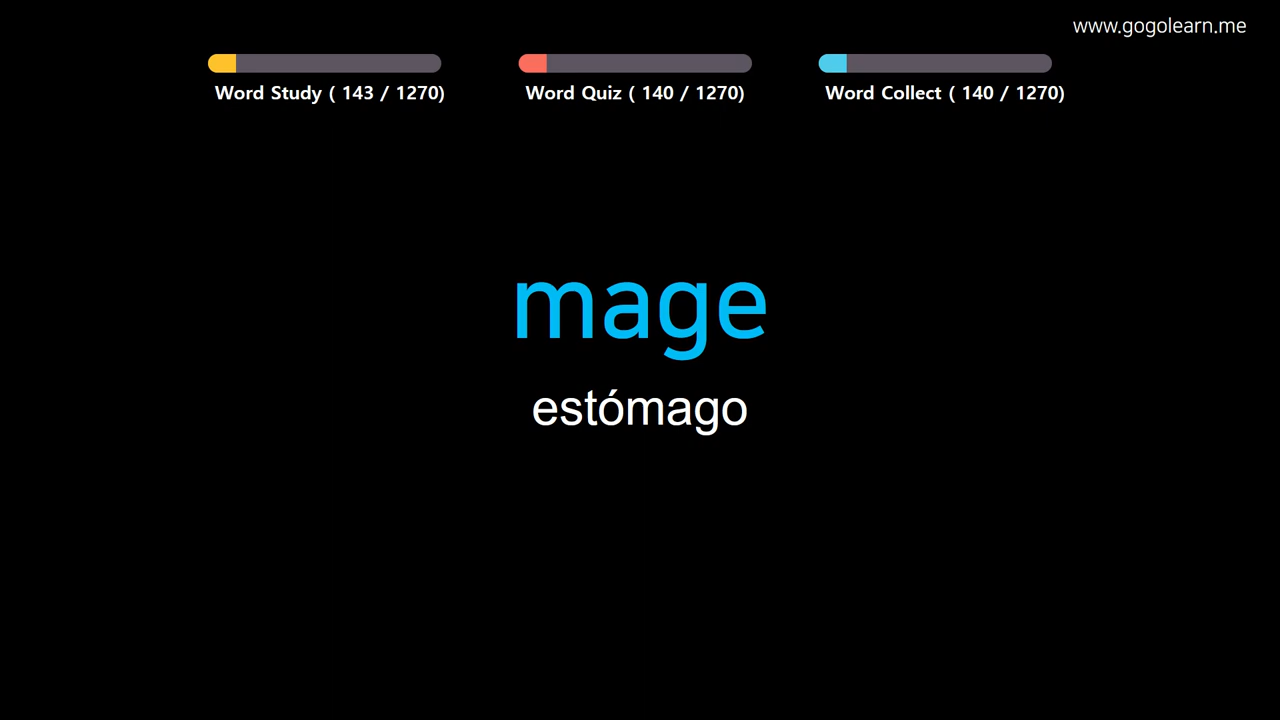 www.gogolearn.me
Word Study ( 143 / 1270)
Word Quiz ( 140 / 1270)
Word Collect ( 140 / 1270)
mage
estómago